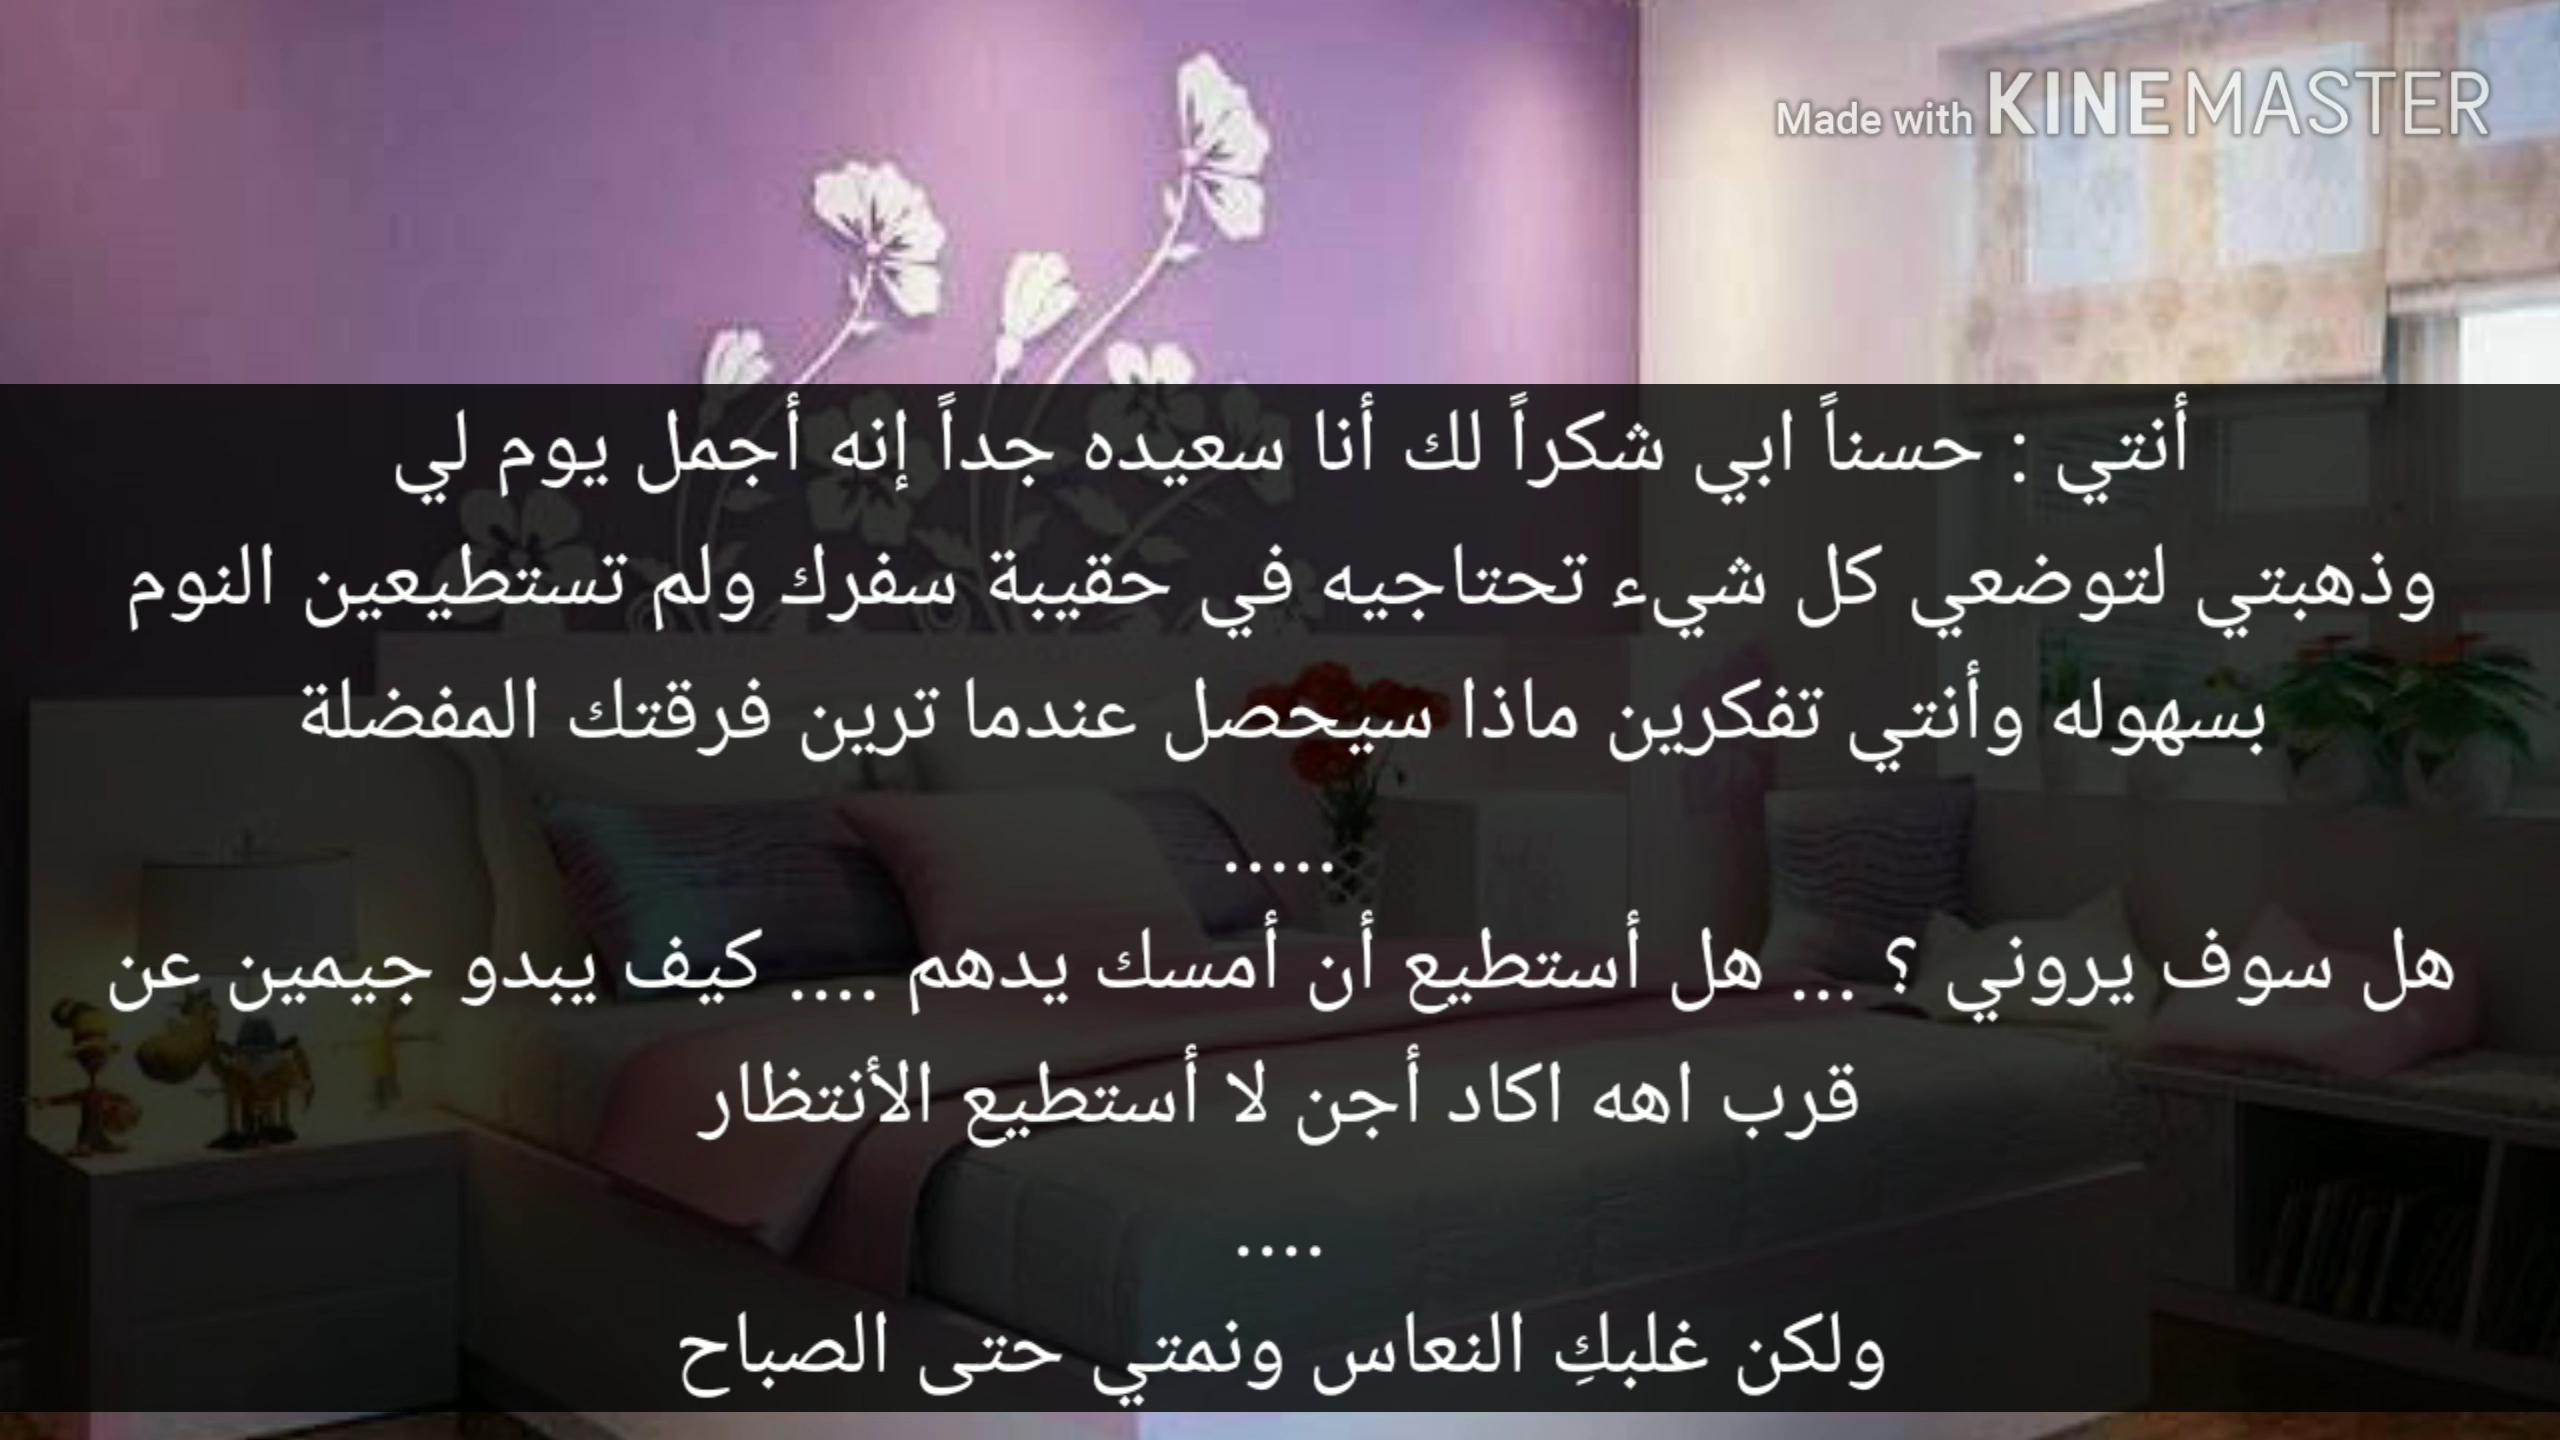 Made with KINEMASTER
أنتي : حسناً ابي شكراً لك أنا سعيده جداً إنه أجمل يوم لي
وذهبتي لتوضعي كل شيء تحتاجيه في حقيبة سفرك ولم تستطيعين النوم
بسهوله وأنتي تفكرين ماذا سيحصل عندما ترين فرقتك المفضلة
.....
هل سوف يروني ؟ ... هل أستطيع أن أمسك يدهم .... كيف يبدو جيمين عن
قرب اهه اكاد أجن لا أستطيع الأنتظار
....
ولكن غلبكِ النعاس ونمتي حتى الصباح